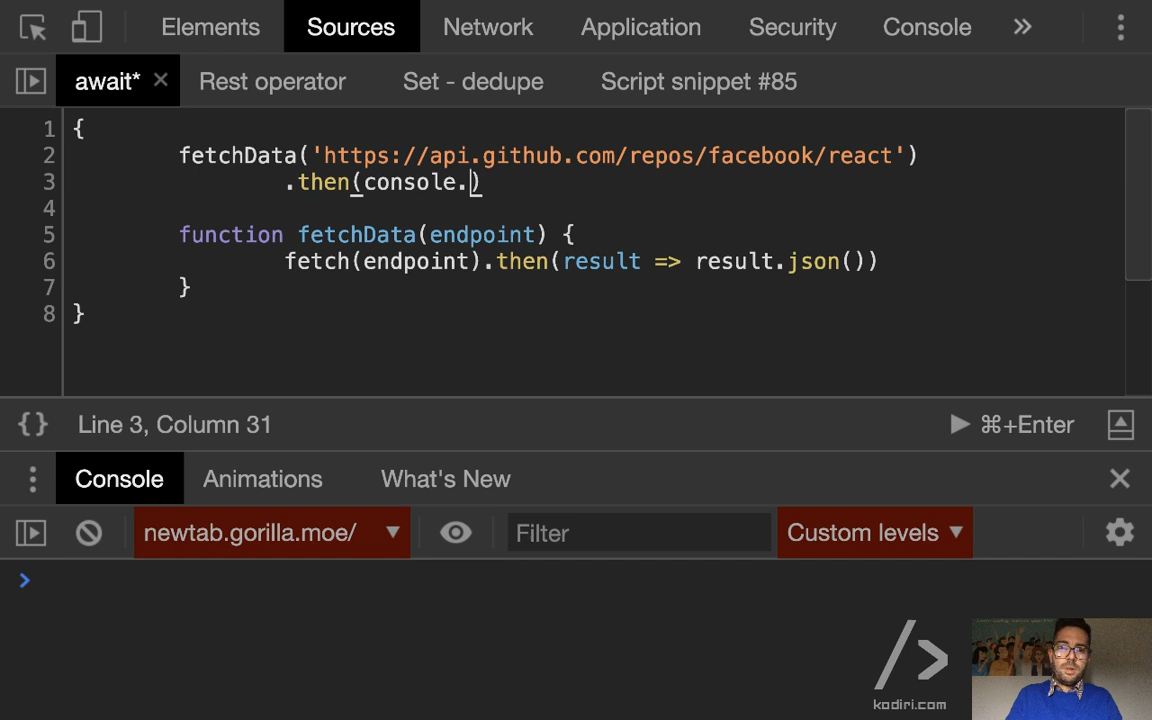 Elements Sources Network Application Security Console »
await* × Rest operator Set - dedupe Script snippet #85
1 {
2 fetchData('https://api.github.com/repos/facebook/react')
3 .then(console.)
4
5 function fetchData(endpoint) {
6 fetch(endpoint).then(result => result.json())
7 }
8 }
{} Line 3, Column 31 ⌘+Enter
Console Animations What's New
newtab.gorilla.moe/ Filter Custom levels
/>
kodiri.com